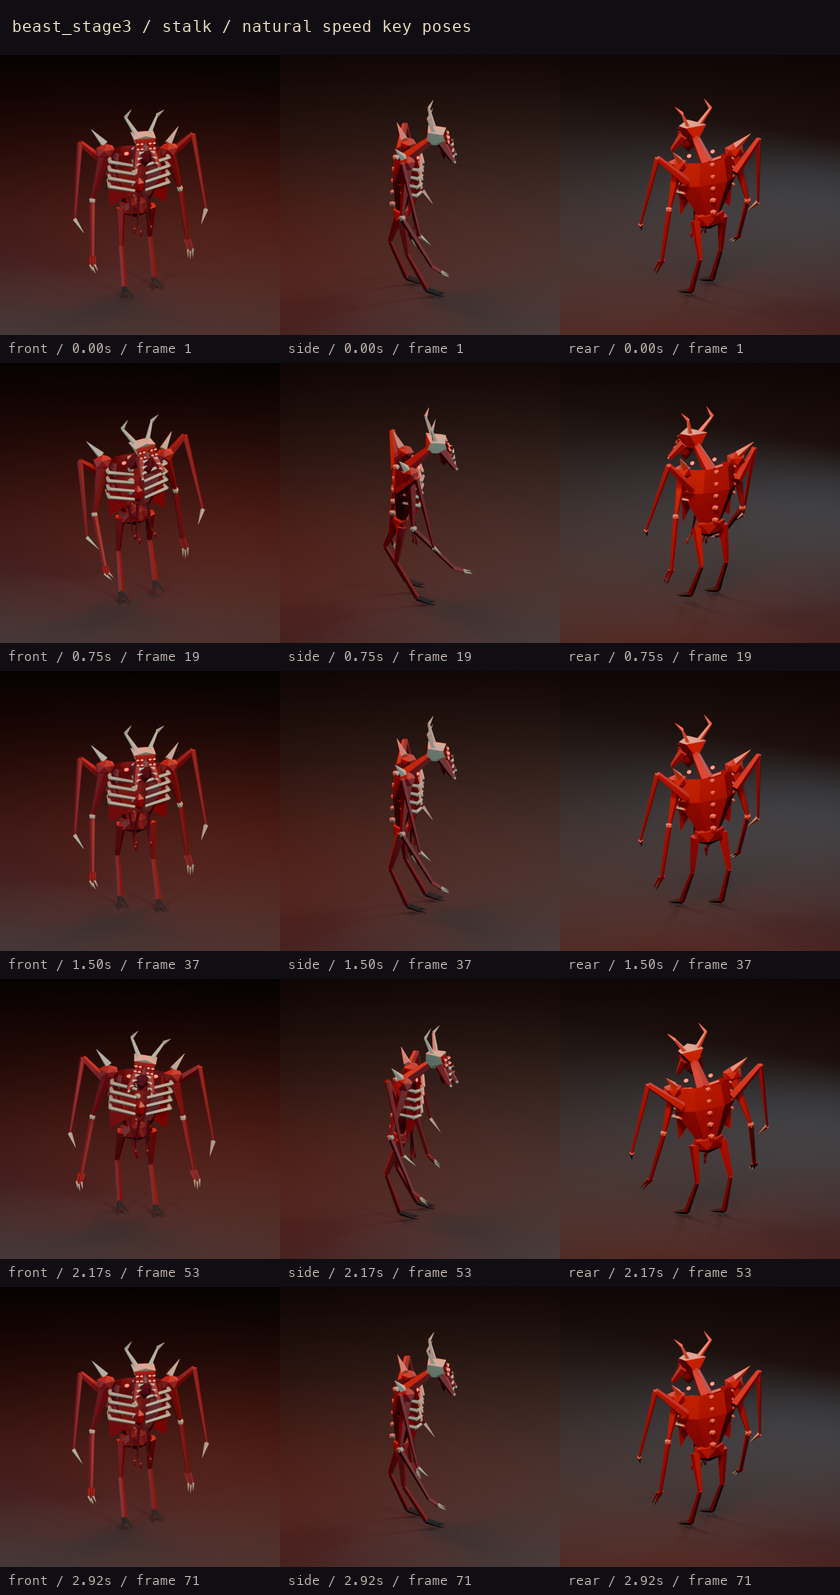 beast_stage3 / stalk / natural speed key poses
front / 0.00s / frame 1
side / 0.00s / frame 1
rear / 0.00s / frame 1
front / 0.75s / frame 19
side / 0.75s / frame 19
rear / 0.75s / frame 19
front / 1.50s / frame 37
side / 1.50s / frame 37
rear / 1.50s / frame 37
front / 2.17s / frame 53
side / 2.17s / frame 53
rear / 2.17s / frame 53
front / 2.92s / frame 71
side / 2.92s / frame 71
rear / 2.92s / frame 71